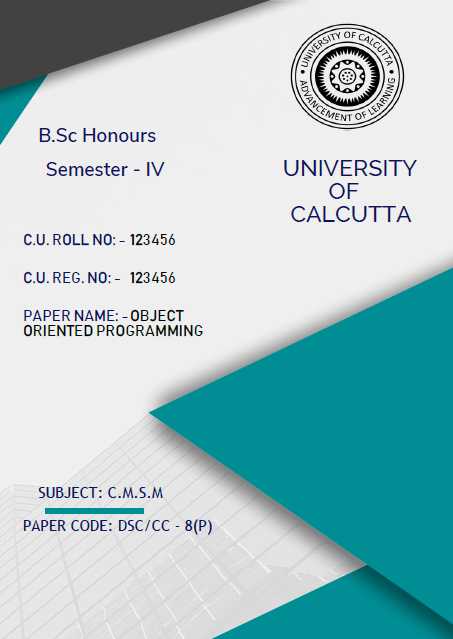 UNIVERSITY OF CALCUTTA
ADVANCEMENT OF LEARNING
B.Sc Honours
Semester - IV
UNIVERSITY
OF
CALCUTTA
C.U. ROLL NO: - 123456
C.U. REG. NO: - 123456
PAPER NAME: - OBJECT
ORIENTED PROGRAMMING
SUBJECT: C.M.S.M
PAPER CODE: DSC/CC - 8(P)